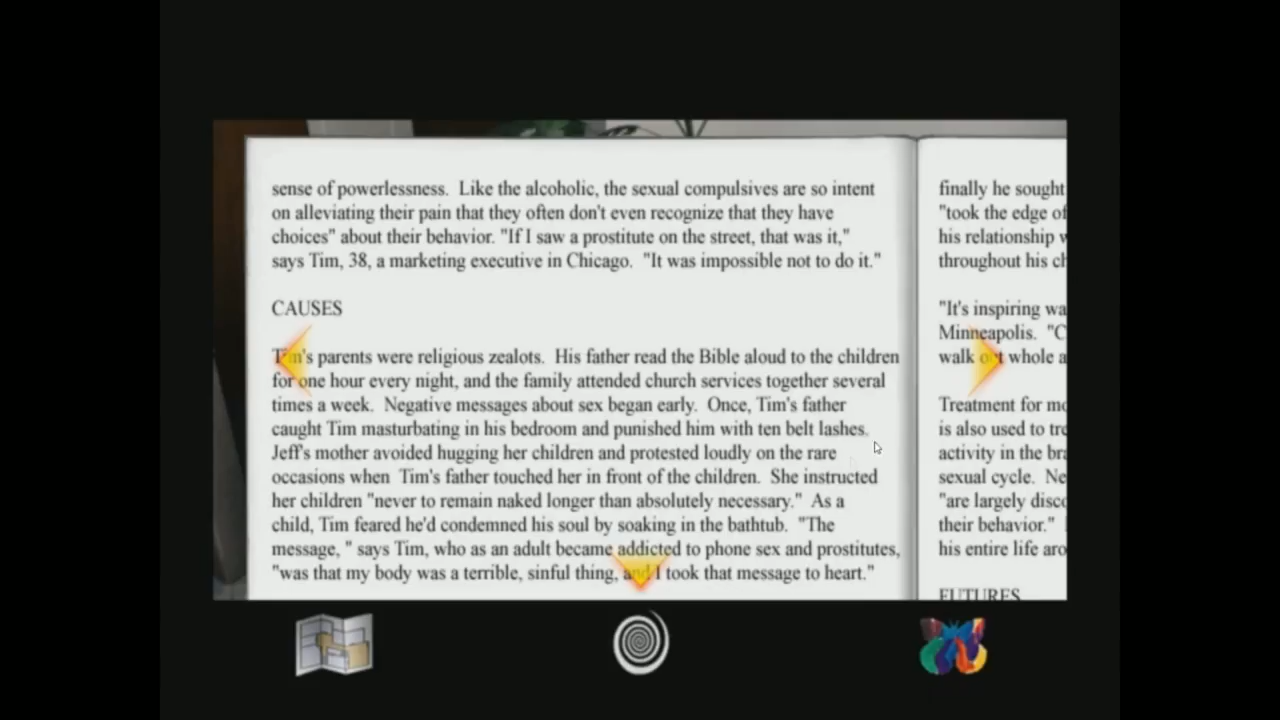 sense of powerlessness.  Like the alcoholic, the sexual compulsives are so intent
on alleviating their pain that they often don't even recognize that they have
choices" about their behavior. "If I saw a prostitute on the street, that was it,"
says Tim, 38, a marketing executive in Chicago.  "It was impossible not to do it."
CAUSES
Tim's parents were religious zealots.  His father read the Bible aloud to the children
for one hour every night, and the family attended church services together several
times a week.  Negative messages about sex began early.  Once, Tim's father
caught Tim masturbating in his bedroom and punished him with ten belt lashes.
Jeff's mother avoided hugging her children and protested loudly on the rare
occasions when  Tim's father touched her in front of the children.  She instructed
her children "never to remain naked longer than absolutely necessary."  As a
child, Tim feared he'd condemned his soul by soaking in the bathtub.  "The
message, " says Tim, who as an adult became addicted to phone sex and prostitutes,
"was that my body was a terrible, sinful thing, and I took that message to heart."
finally he sought
"took the edge of
his relationship
throughout his
"It's inspiring
Minneapolis.  "C
walk out whole a
Treatment for
is also used to
activity in the
sexual cycle.  Ne
"are largely
their behavior."
his entire life
FUTURES